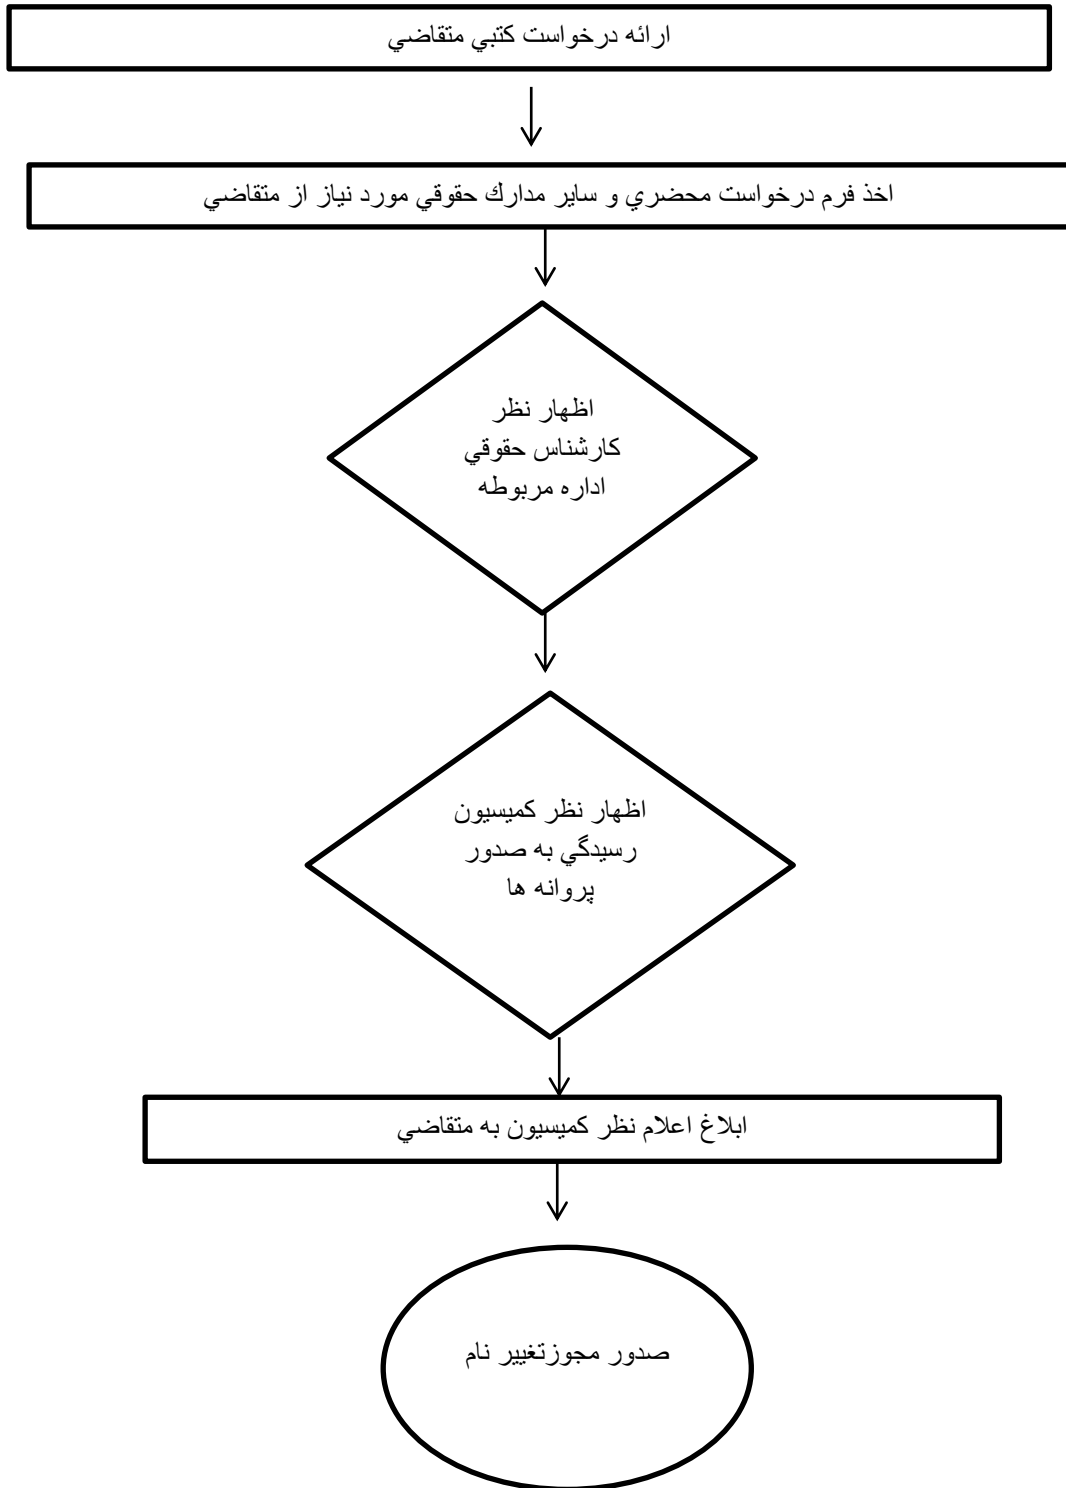 ارائه درخواست كتبي متقاضي
اخذ فرم درخواست محضري و ساير مدارك حقوقي مورد نياز از متقاضي
اظهار نظر
كارشناس حقوقي
اداره مربوطه
اظهار نظر كميسيون
رسيدگي به صدور
پروانه ها
ابلاغ اعلام نظر كميسيون به متقاضي
صدور مجوزتغيير نام